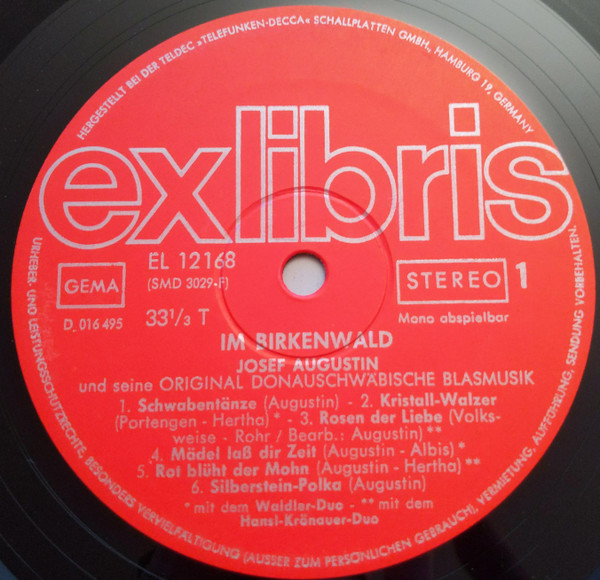 HERGESTELLT BEI DER TELDEC »TELEFUNKEN-DECCA« SCHALLPLATTEN GMBH, HAMBURG 19, GERMANY
exlibris
GEMA
EL 12168
(SMD 3029-F)
STEREO 1
D. 016 495
33 1/3 T
Mono abspielbar
IM BIRKENWALD
JOSEF AUGUSTIN
und seine ORIGINAL DONAUSCHWÄBISCHE BLASMUSIK
1. Schwabentänze (Augustin) - 2. Kristall-Walzer
(Portengen - Hertha) * - 3. Rosen der Liebe (Volks-
weise - Rohr / Bearb.: Augustin) **
4. Mädel laß dir Zeit (Augustin - Albis) *
5. Rot blüht der Mohn (Augustin - Hertha) **
6. Silberstein-Polka (Augustin)
* mit dem Waldler-Duo - ** mit dem
Hansl-Krönauer-Duo
URHEBER- UND LEISTUNGSSCHUTZRECHTE, BESONDERS VERVIELFÄLTIGUNG (AUSSER ZUM PERSÖNLICHEN GEBRAUCH), VERMIETUNG, AUFFÜHRUNG, SENDUNG VORBEHALTEN.